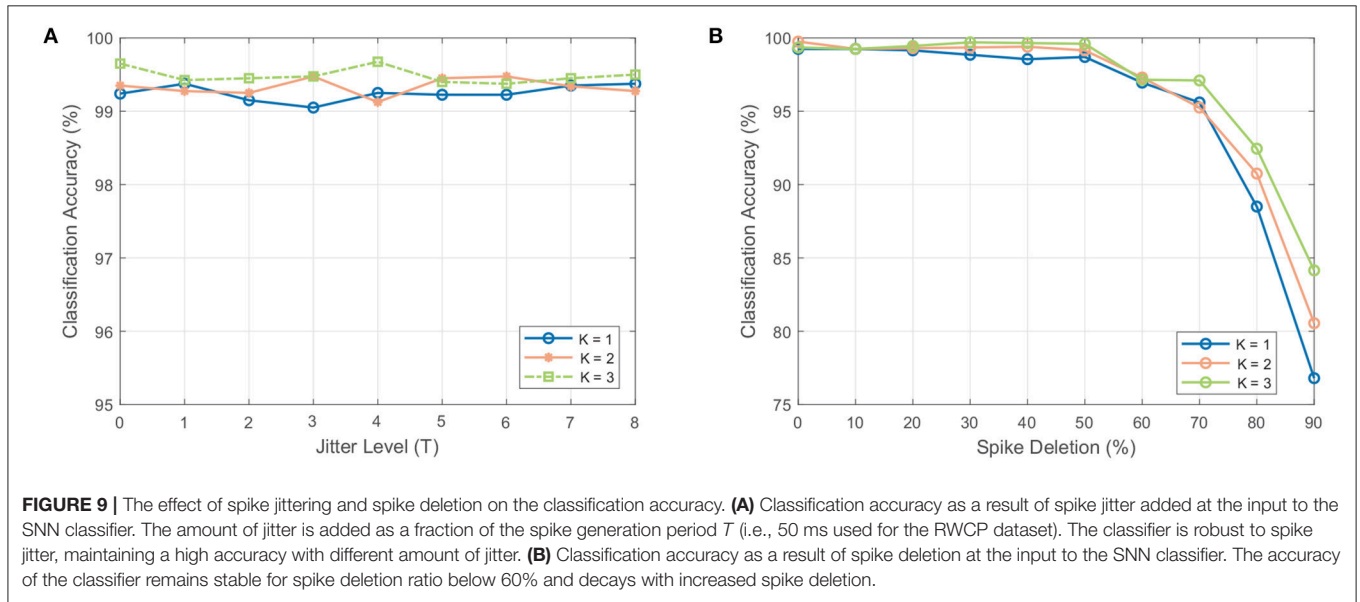 A
Classification Accuracy (%)
100
99
98
97
96
95
0 1 2 3 4 5 6 7 8
Jitter Level (T)
K = 1
K = 2
K = 3
B
Classification Accuracy (%)
100
95
90
85
80
75
0 10 20 30 40 50 60 70 80 90
Spike Deletion (%)
K = 1
K = 2
K = 3
FIGURE 9 | The effect of spike jittering and spike deletion on the classification accuracy. (A) Classification accuracy as a result of spike jitter added at the input to the
SNN classifier. The amount of jitter is added as a fraction of the spike generation period T (i.e., 50 ms used for the RWCP dataset). The classifier is robust to spike
jitter, maintaining a high accuracy with different amount of jitter. (B) Classification accuracy as a result of spike deletion at the input to the SNN classifier. The accuracy
of the classifier remains stable for spike deletion ratio below 60% and decays with increased spike deletion.